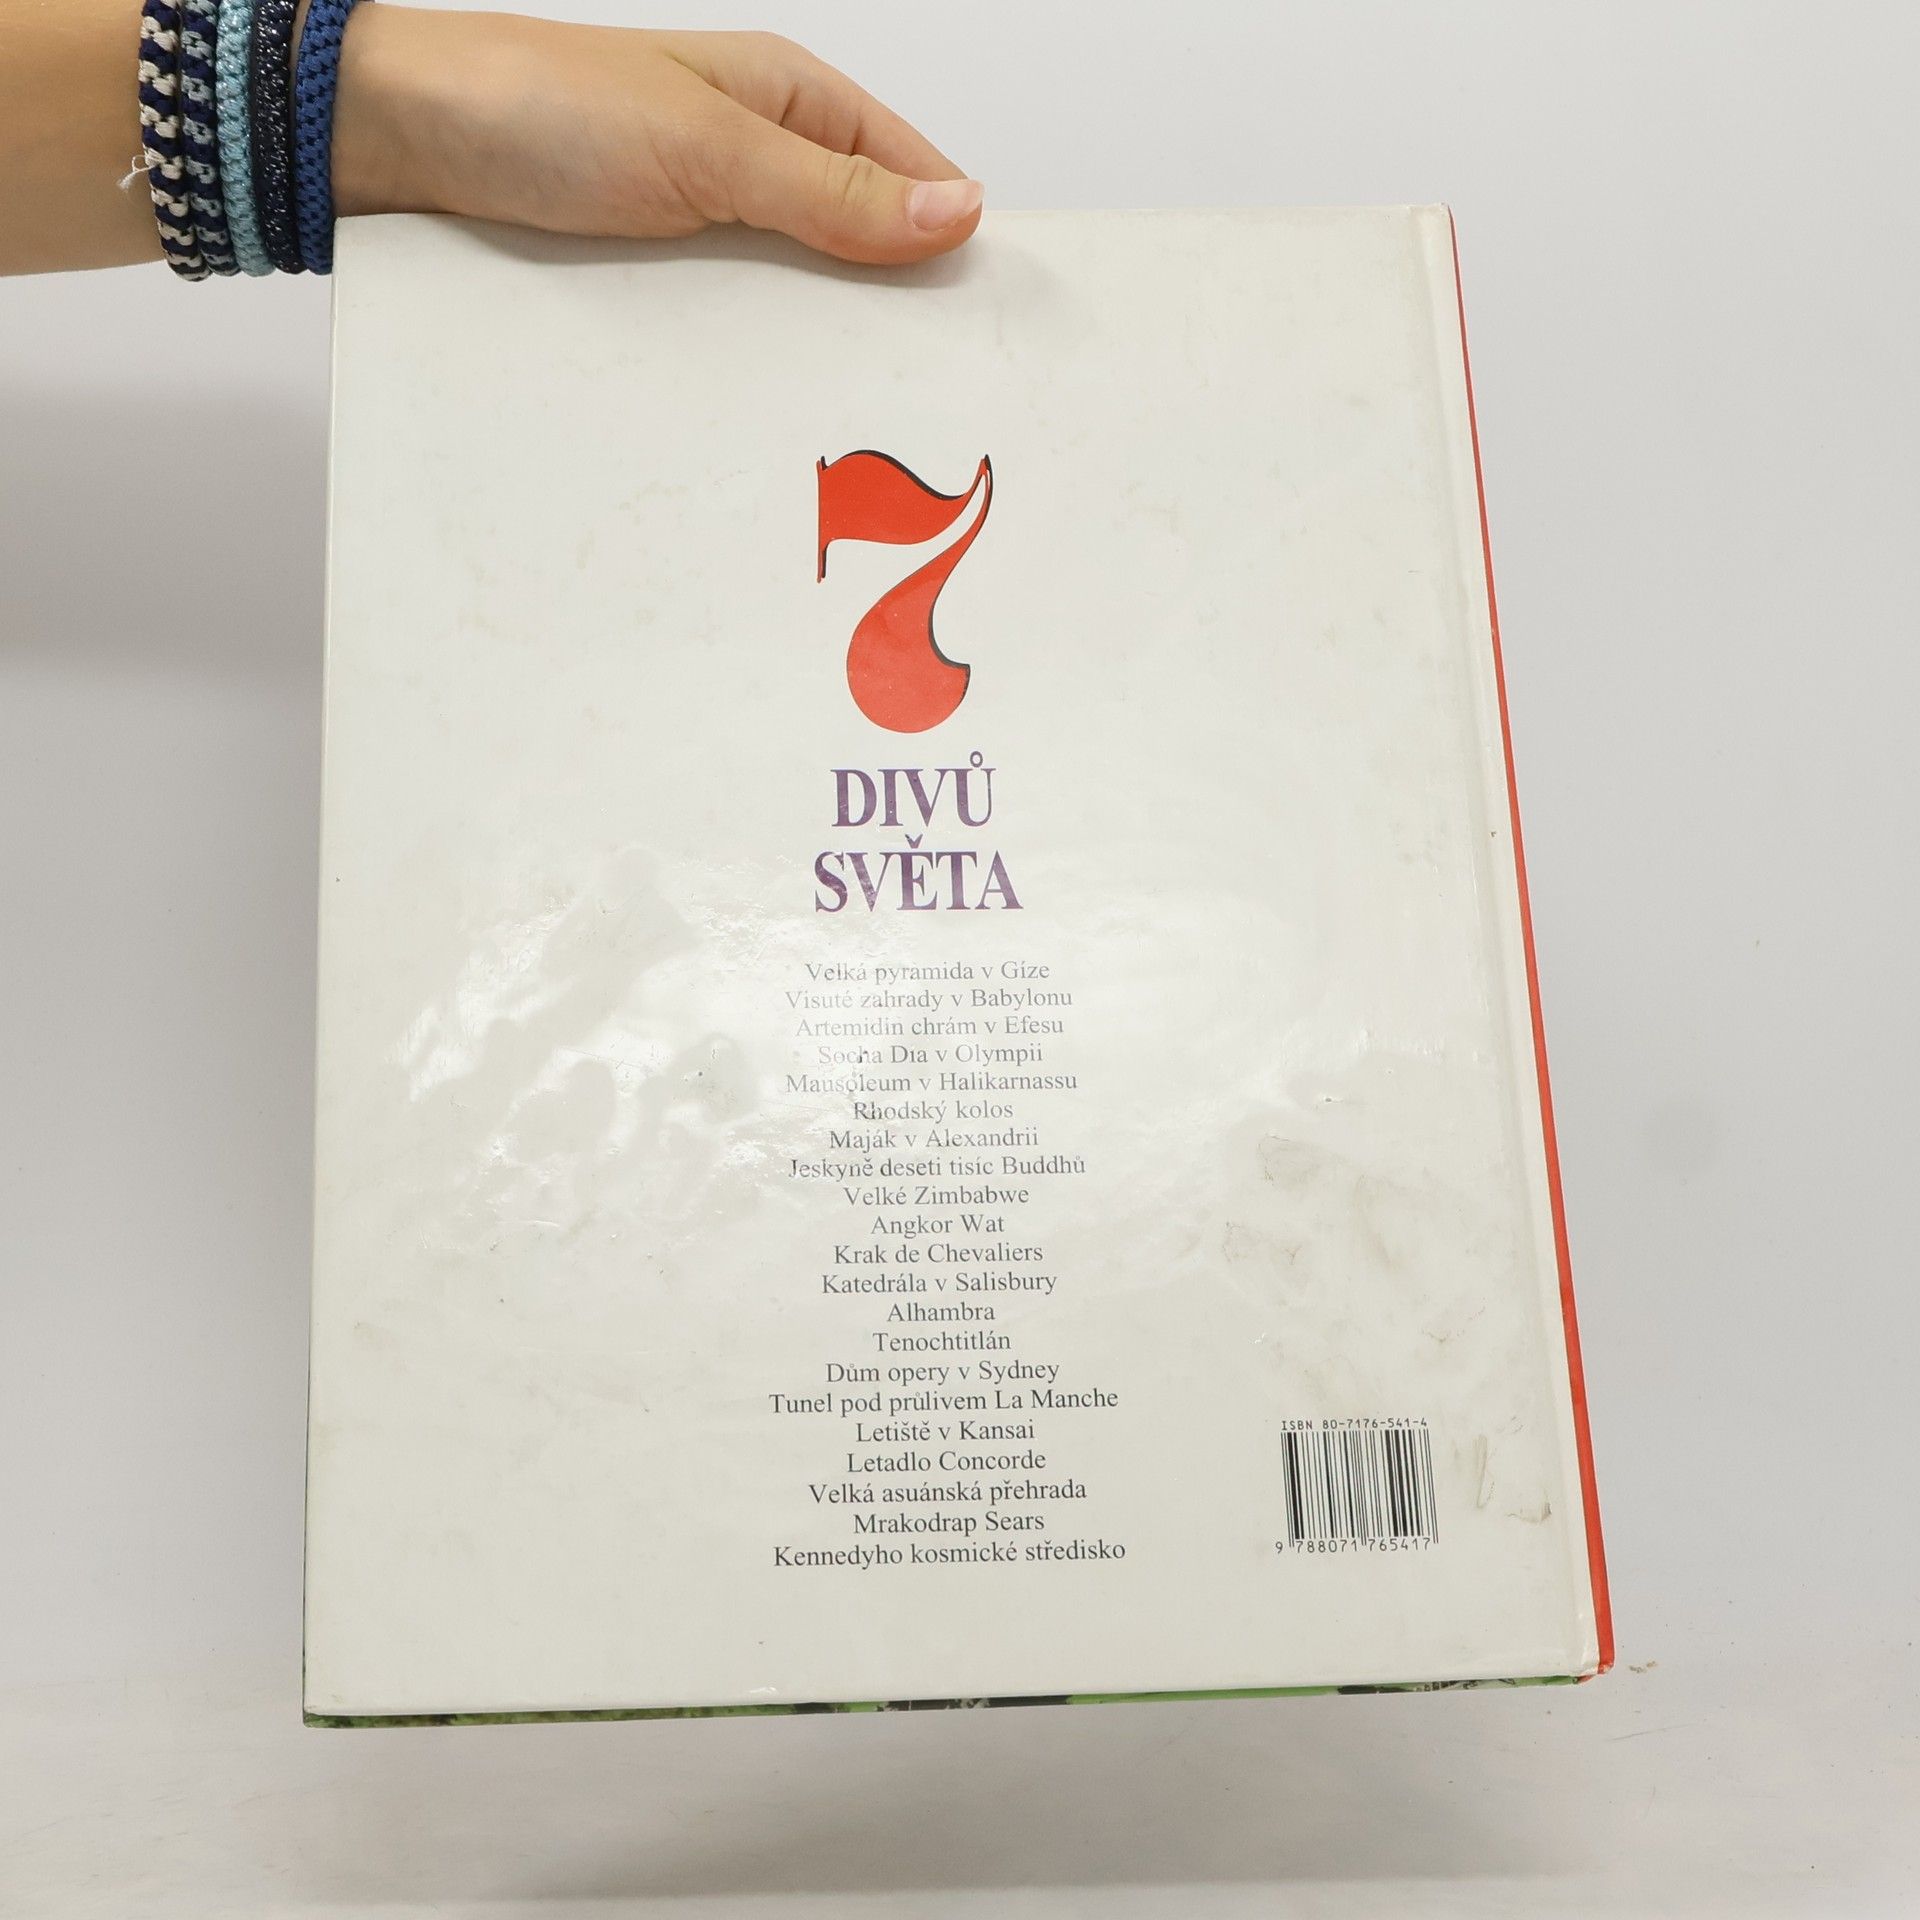 7
DIVŮ
SVĚTA
Velká pyramida v Gíze
Visuté zahrady v Babylonu
Artemidin chrám v Efesu
Socha Dia v Olympii
Mausoleum v Halikarnassu
Rhodský kolos
Maják v Alexandrii
Jeskyně deseti tisíc Buddhů
Velké Zimbabwe
Angkor Wat
Krak de Chevaliers
Katedrála v Salisbury
Alhambra
Tenochtitlán
Dům opery v Sydney
Tunel pod průlivem La Manche
Letiště v Kansai
Letadlo Concorde
Velká asuánská přehrada
Mrakodrap Sears
Kennedyho kosmické středisko
ISBN 80-7176-541-4
9 788071 765417